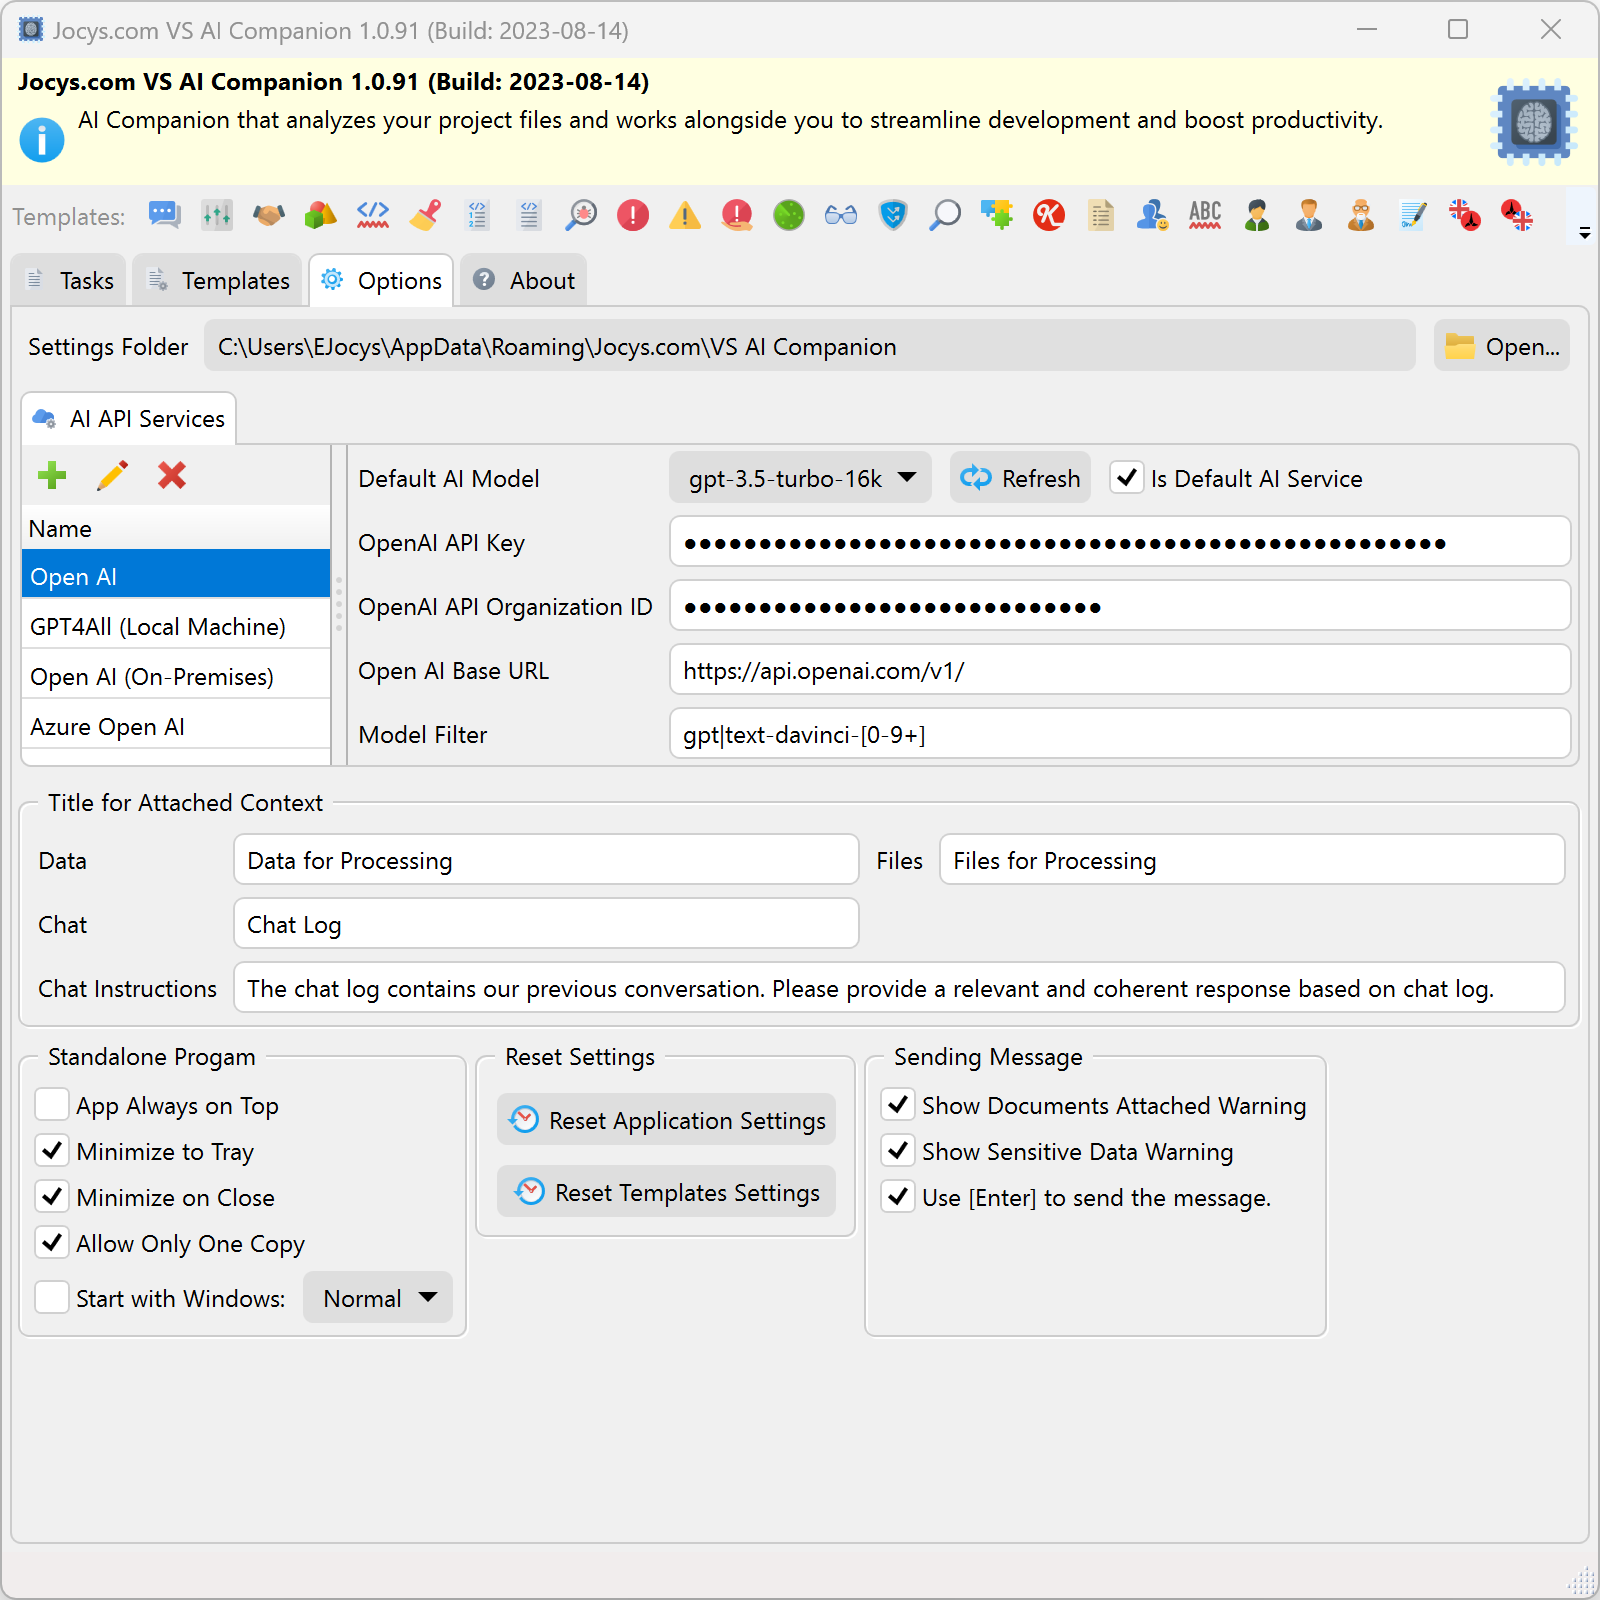 Jocys.com VS AI Companion 1.0.91 (Build: 2023-08-14)
Jocys.com VS AI Companion 1.0.91 (Build: 2023-08-14)
AI Companion that analyzes your project files and works alongside you to streamline development and boost productivity.
Templates:
ABC
Tasks Templates Options About
Settings Folder C:\Users\EJocys\AppData\Roaming\Jocys.com\VS AI Companion Open...
AI API Services
Default AI Model gpt-3.5-turbo-16k Refresh Is Default AI Service
Name
OpenAI API Key
Open AI
OpenAI API Organization ID
GPT4All (Local Machine)
Open AI Base URL https://api.openai.com/v1/
Open AI (On-Premises)
Azure Open AI
Model Filter gpt|text-davinci-[0-9+]
Title for Attached Context
Data Data for Processing Files Files for Processing
Chat Chat Log
Chat Instructions The chat log contains our previous conversation. Please provide a relevant and coherent response based on chat log.
Standalone Progam
App Always on Top
Minimize to Tray
Minimize on Close
Allow Only One Copy
Start with Windows: Normal
Reset Settings
Reset Application Settings
Reset Templates Settings
Sending Message
Show Documents Attached Warning
Show Sensitive Data Warning
Use [Enter] to send the message.